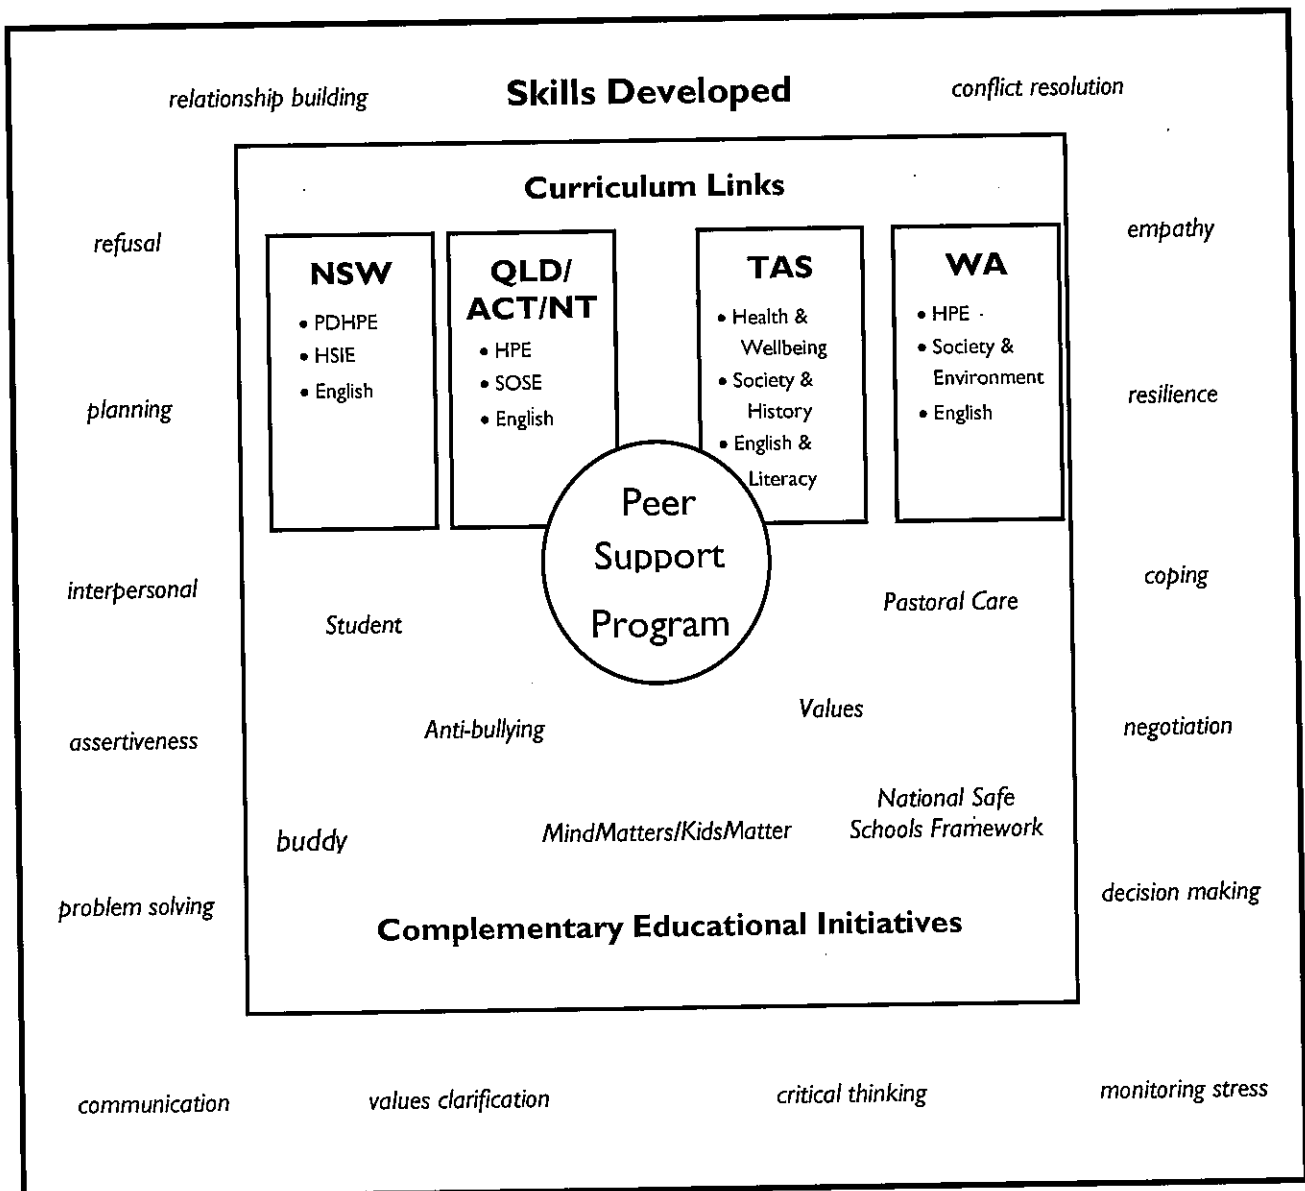 relationship building
Skills Developed
conflict resolution
Curriculum Links
refusal
empathy
NSW
• PDHPE
• HSIE
• English
QLD/
ACT/NT
• HPE
• SOSE
• English
TAS
• Health &
Wellbeing
• Society &
History
• English &
Literacy
WA
• HPE
• Society &
Environment
• English
planning
resilience
Peer
Support
Program
interpersonal
coping
Student
Pastoral Care
assertiveness
Anti-bullying
Values
negotiation
buddy
MindMatters/KidsMatter
National Safe
Schools Framework
problem solving
decision making
Complementary Educational Initiatives
communication
values clarification
critical thinking
monitoring stress